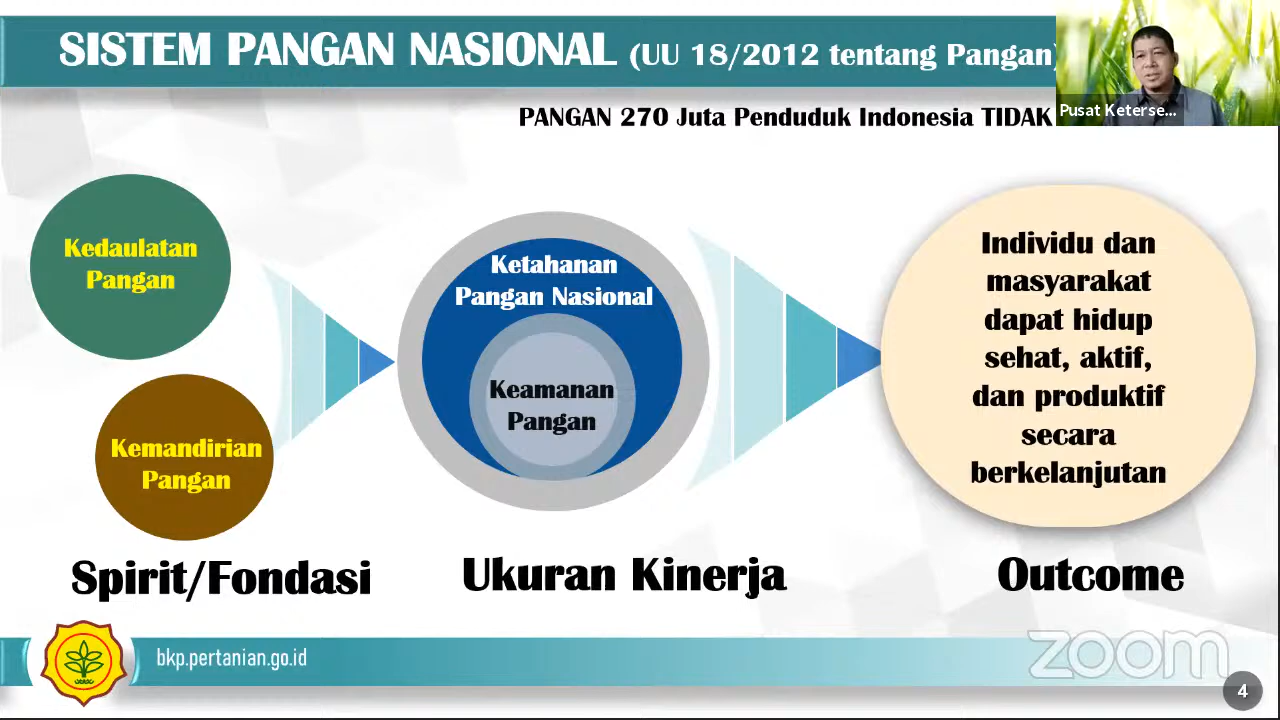 SISTEM PANGAN NASIONAL (UU 18/2012 tentang Pangan)
PANGAN 270 Juta Penduduk Indonesia TIDAK
Pusat Keterse...
Kedaulatan
Pangan
Kemandirian
Pangan
Ketahanan
Pangan Nasional
Keamanan
Pangan
Individu dan
masyarakat
dapat hidup
sehat, aktif,
dan produktif
secara
berkelanjutan
Spirit/Fondasi
Ukuran Kinerja
Outcome
bkp.pertanian.go.id
zoom
4